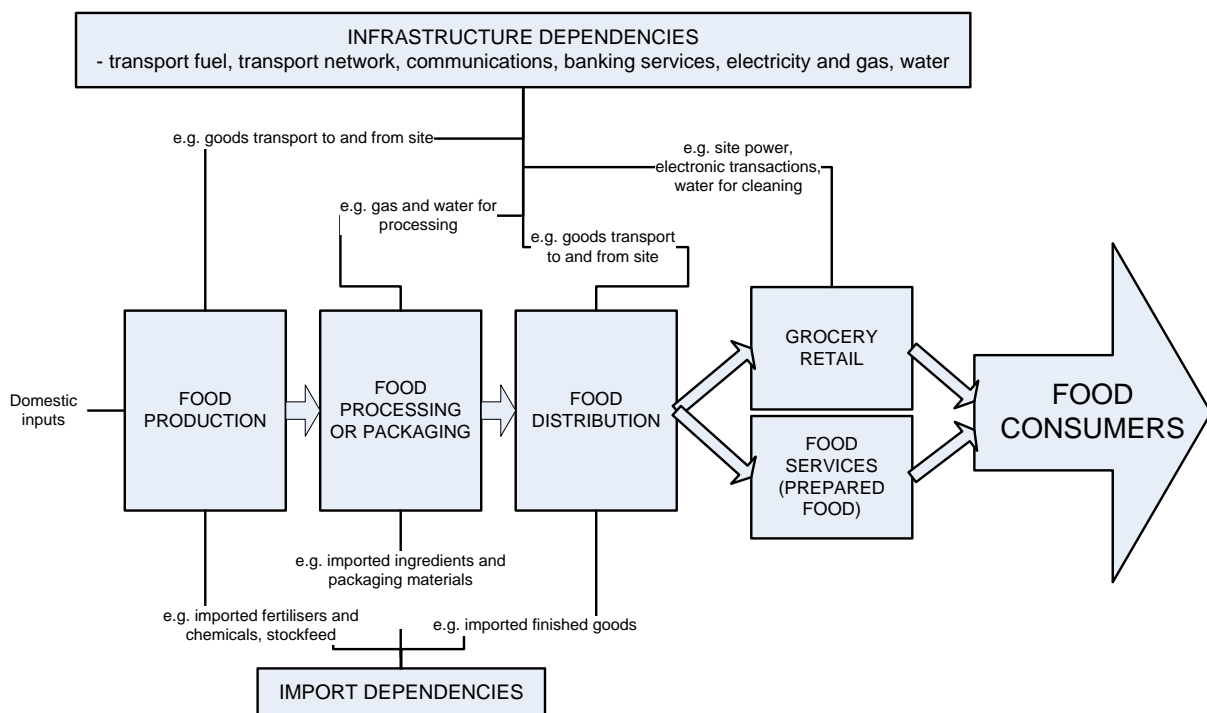 INFRASTRUCTURE DEPENDENCIES
- transport fuel, transport network, communications, banking services, electricity and gas, water
e.g. goods transport to and from site
e.g. site power,
electronic transactions,
water for cleaning
e.g. gas and water for
processing
e.g. goods transport
to and from site
Domestic
inputs
FOOD
PRODUCTION
FOOD
PROCESSING
OR PACKAGING
FOOD
DISTRIBUTION
GROCERY
RETAIL
FOOD
SERVICES
(PREPARED
FOOD)
FOOD
CONSUMERS
e.g. imported ingredients and
packaging materials
e.g. imported fertilisers and
chemicals, stockfeed
e.g. imported finished goods
IMPORT DEPENDENCIES